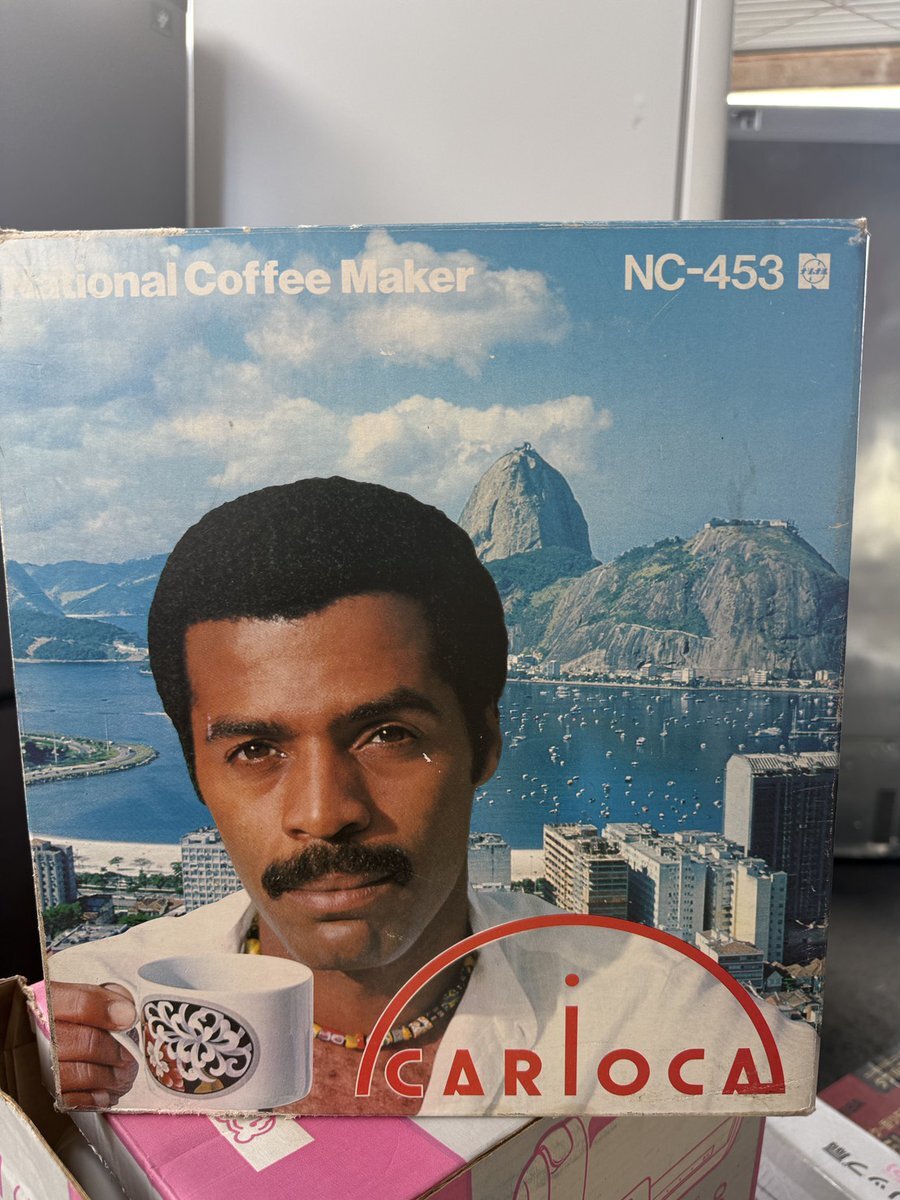 National Coffee Maker
NC-453
CARiOCA